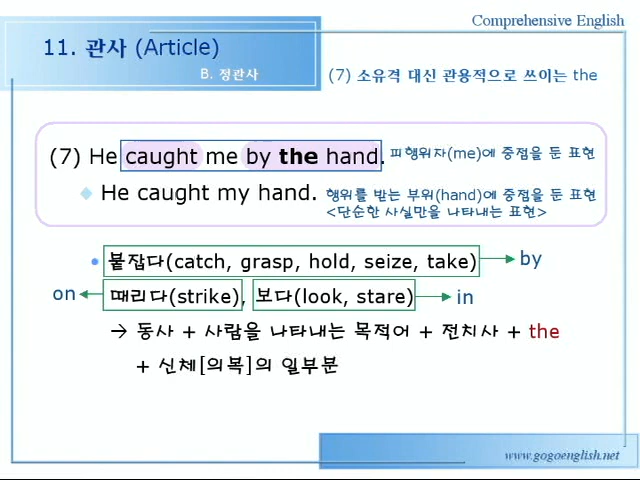 Comprehensive English
11. 관사 (Article)
B. 정관사
(7) 소유격 대신 관용적으로 쓰이는 the
(7) He caught me by the hand. 피행위자(me)에 중점을 둔 표현
He caught my hand. 행위를 받는 부위(hand)에 중점을 둔 표현
<단순한 사실만을 나타내는 표현>
붙잡다(catch, grasp, hold, seize, take) → by
on ← 때리다(strike), 보다(look, stare) → in
→ 동사 + 사람을 나타내는 목적어 + 전치사 + the
+ 신체[의복]의 일부분
www.gogoenglish.net